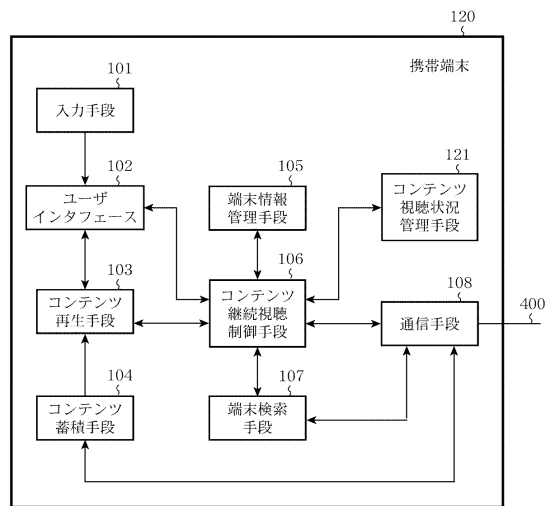 120
携帯端末
101
入力手段
102
ユーザ
インタフェース
103
コンテンツ
再生手段
104
コンテンツ
蓄積手段
105
端末情報
管理手段
106
コンテンツ
継続視聴
制御手段
107
端末検索
手段
121
コンテンツ
視聴状況
管理手段
108
通信手段
400